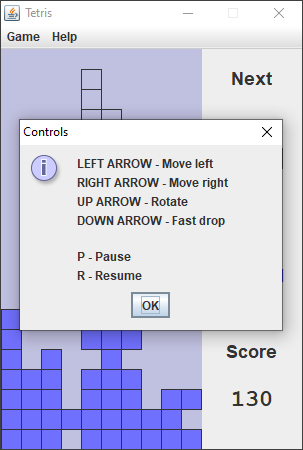 Tetris
Game Help
Next
Controls
LEFT ARROW - Move left
RIGHT ARROW - Move right
UP ARROW - Rotate
DOWN ARROW - Fast drop
P - Pause
R - Resume
OK
Score
130